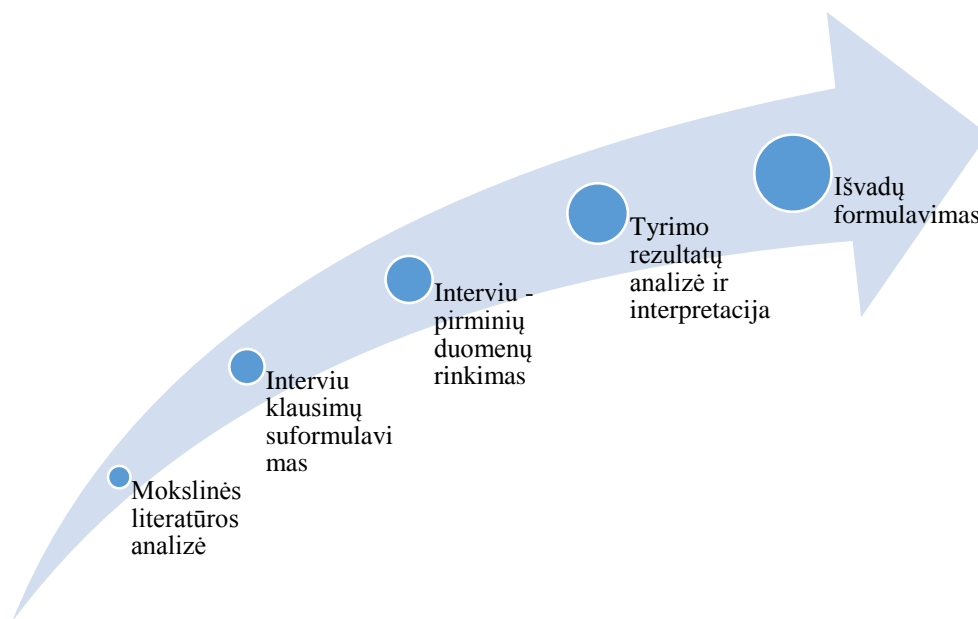 Mokslinės
literatūros
analizė
Interviu
klausimų
suformulavi
mas
Interviu -
pirminių
duomenų
rinkimas
Tyrimo
rezultatų
analizė ir
interpretacija
Išvadų
formulavimas